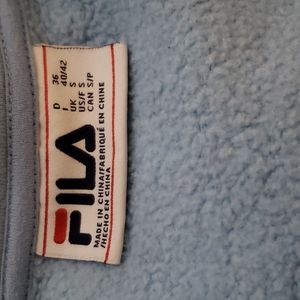 D 36
I 40/42
UK S
US/F S
CAN S/P
FILA
MADE IN
CHINA/FABRIQUÉ EN CHINE
/HECHO EN CHINA